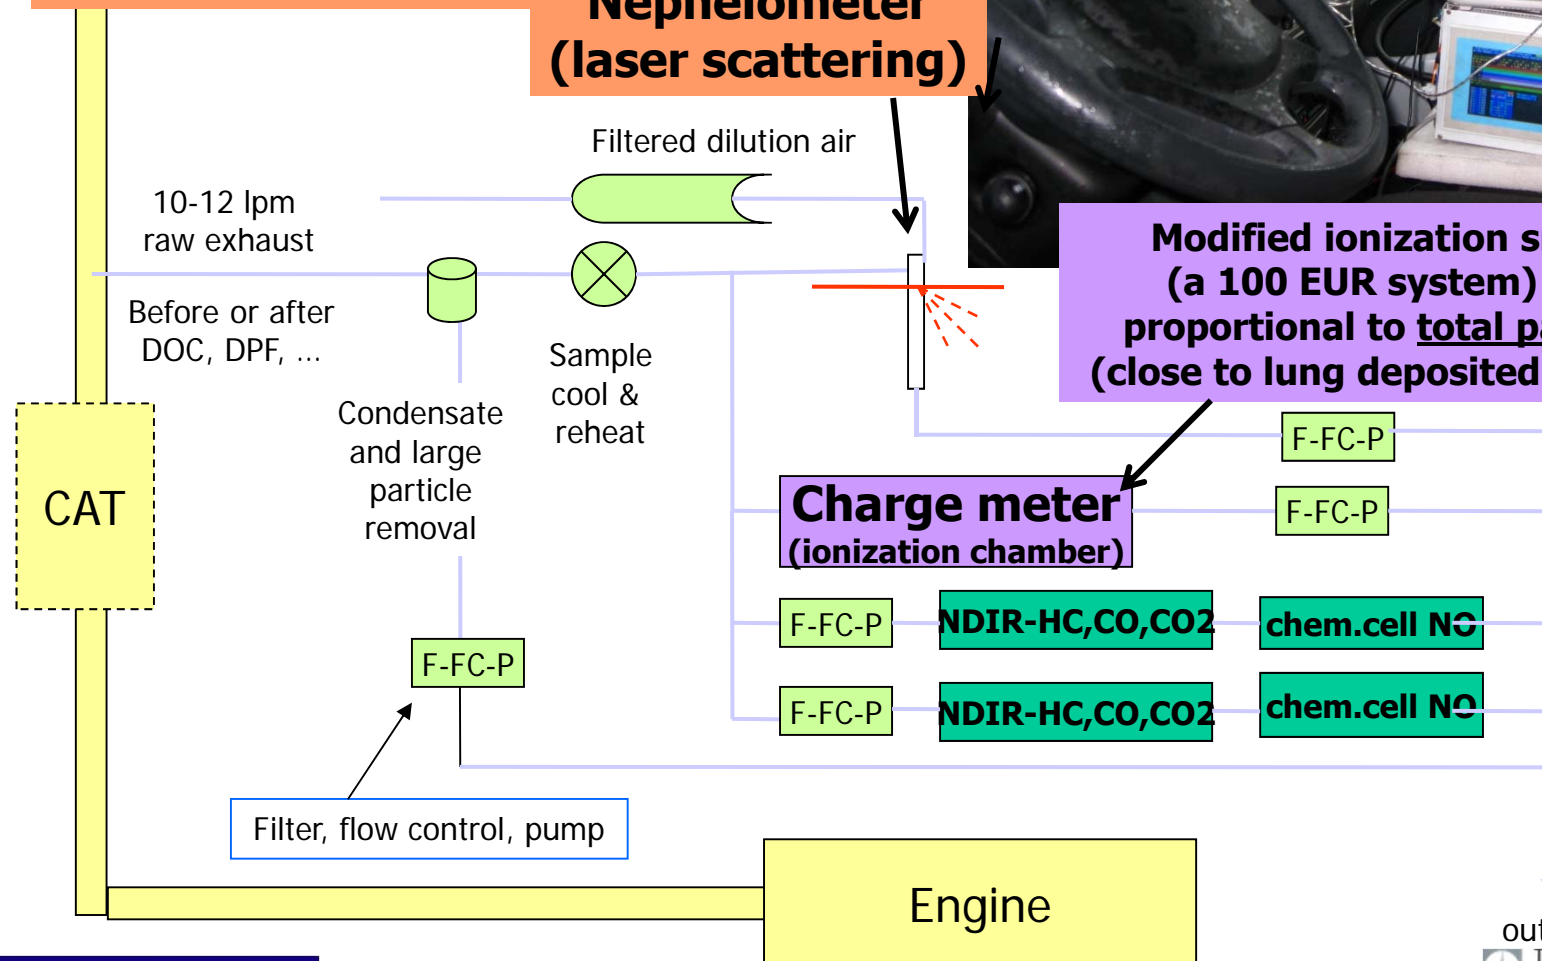 Nephelometer
(laser scattering)
Filtered dilution air
10-12 lpm
raw exhaust
Before or after
DOC, DPF, ...
Modified ionization
(a 100 EUR system)
proportional to total
(close to lung deposited
Sample
cool &
reheat
Condensate
and large
particle
removal
CAT
F-FC-P
Charge meter
(ionization chamber)
F-FC-P
F-FC-P
NDIR-HC,CO,CO2
chem.cell NO
F-FC-P
F-FC-P
NDIR-HC,CO,CO2
chem.cell NO
Filter, flow control, pump
Engine